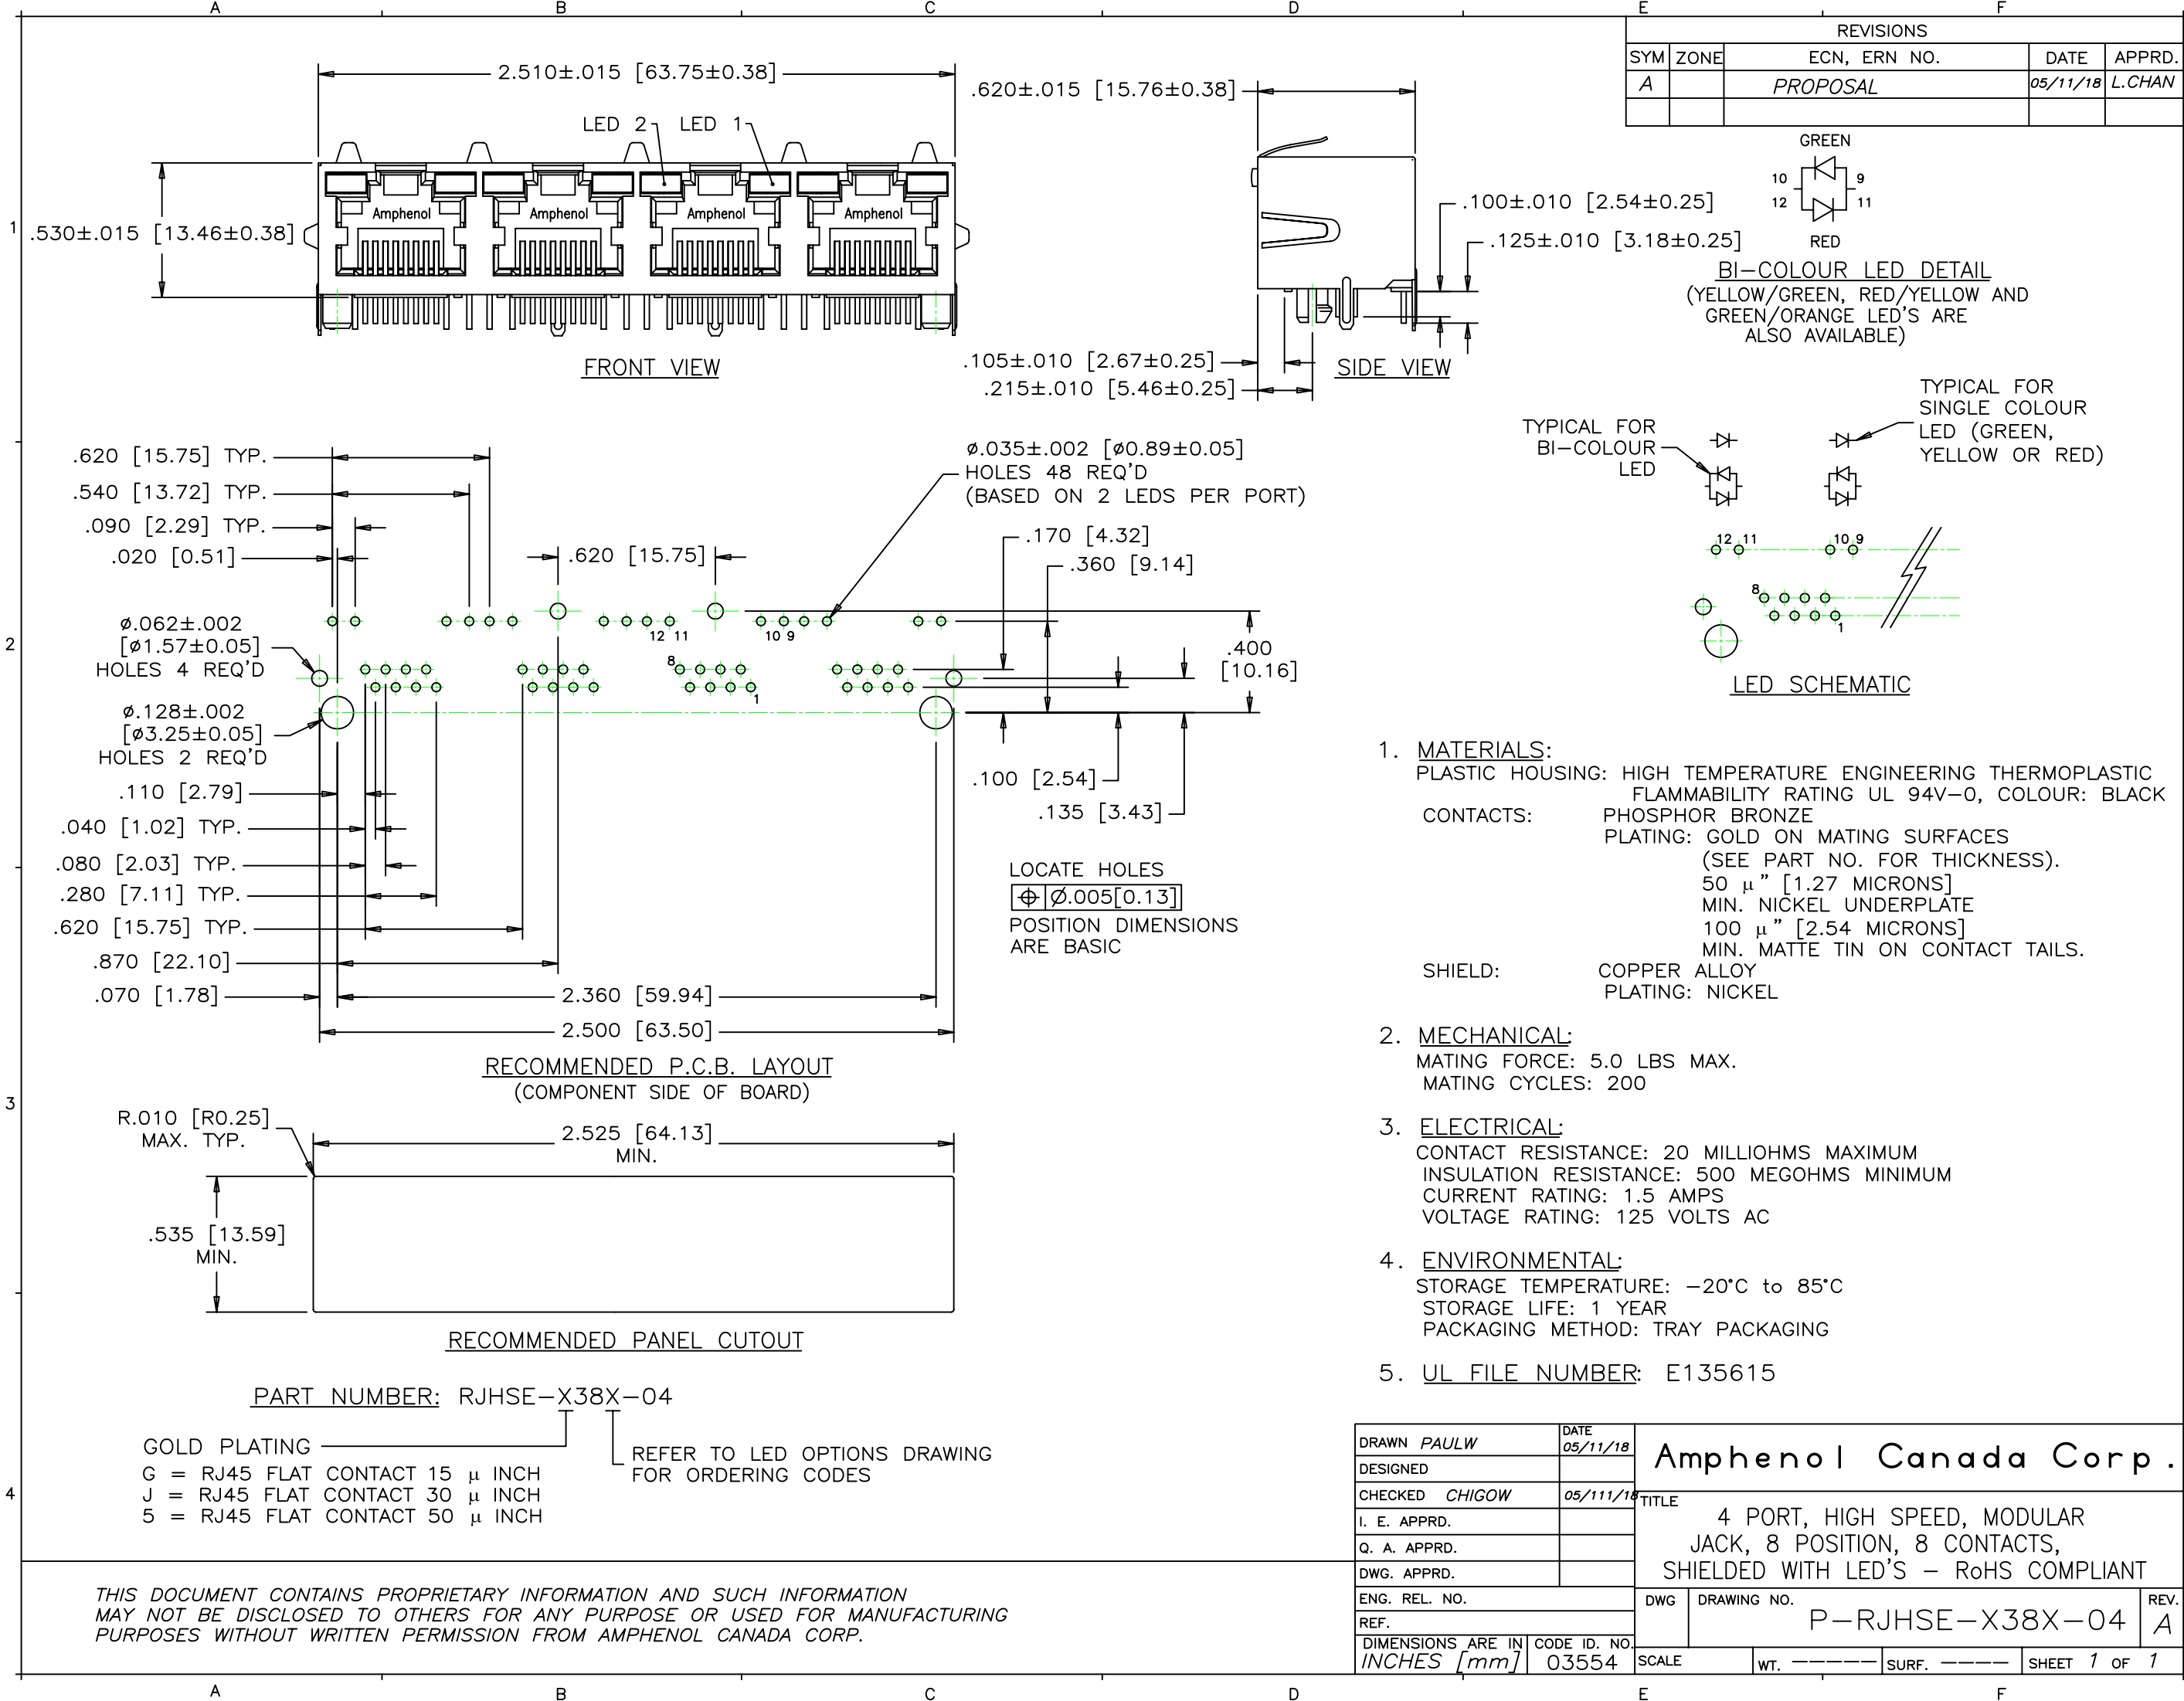 A B C D E F
REVISIONS
SYM ZONE ECN, ERN NO. DATE APPRD.
A PROPOSAL 05/11/18 L.CHAN
2.510±.015 [63.75±0.38]
LED 2 LED 1
.530±.015 [13.46±0.38]
Amphenol Amphenol Amphenol Amphenol
FRONT VIEW
.620±.015 [15.76±0.38]
.100±.010 [2.54±0.25]
.125±.010 [3.18±0.25]
.105±.010 [2.67±0.25]
.215±.010 [5.46±0.25]
SIDE VIEW
GREEN
10 9
12 11
RED
BI-COLOUR LED DETAIL
(YELLOW/GREEN, RED/YELLOW AND
GREEN/ORANGE LED'S ARE
ALSO AVAILABLE)
1
TYPICAL FOR
BI-COLOUR
LED
TYPICAL FOR
SINGLE COLOUR
LED (GREEN,
YELLOW OR RED)
12 11 10 9
8
1
LED SCHEMATIC
.620 [15.75] TYP.
.540 [13.72] TYP.
.090 [2.29] TYP.
.020 [0.51]
.620 [15.75]
ø.035±.002 [ø0.89±0.05]
HOLES 48 REQ'D
(BASED ON 2 LEDS PER PORT)
.170 [4.32]
.360 [9.14]
.400
[10.16]
ø.062±.002
[ø1.57±0.05]
HOLES 4 REQ'D
12 11 10 9
8
1
ø.128±.002
[ø3.25±0.05]
HOLES 2 REQ'D
.100 [2.54]
.135 [3.43]
.110 [2.79]
.040 [1.02] TYP.
.080 [2.03] TYP.
.280 [7.11] TYP.
.620 [15.75] TYP.
.870 [22.10]
.070 [1.78]
2.360 [59.94]
2.500 [63.50]
LOCATE HOLES
⌖ Ø.005[0.13]
POSITION DIMENSIONS
ARE BASIC
RECOMMENDED P.C.B. LAYOUT
(COMPONENT SIDE OF BOARD)
2
R.010 [R0.25]
MAX. TYP.
2.525 [64.13]
MIN.
.535 [13.59]
MIN.
RECOMMENDED PANEL CUTOUT
3
1. MATERIALS:
PLASTIC HOUSING: HIGH TEMPERATURE ENGINEERING THERMOPLASTIC
FLAMMABILITY RATING UL 94V-0, COLOUR: BLACK
CONTACTS: PHOSPHOR BRONZE
PLATING: GOLD ON MATING SURFACES
(SEE PART NO. FOR THICKNESS).
50 µ" [1.27 MICRONS]
MIN. NICKEL UNDERPLATE
100 µ" [2.54 MICRONS]
MIN. MATTE TIN ON CONTACT TAILS.
SHIELD: COPPER ALLOY
PLATING: NICKEL
2. MECHANICAL:
MATING FORCE: 5.0 LBS MAX.
MATING CYCLES: 200
3. ELECTRICAL:
CONTACT RESISTANCE: 20 MILLIOHMS MAXIMUM
INSULATION RESISTANCE: 500 MEGOHMS MINIMUM
CURRENT RATING: 1.5 AMPS
VOLTAGE RATING: 125 VOLTS AC
4. ENVIRONMENTAL:
STORAGE TEMPERATURE: -20°C to 85°C
STORAGE LIFE: 1 YEAR
PACKAGING METHOD: TRAY PACKAGING
5. UL FILE NUMBER: E135615
PART NUMBER: RJHSE-X38X-04
GOLD PLATING
G = RJ45 FLAT CONTACT 15 µ INCH
J = RJ45 FLAT CONTACT 30 µ INCH
5 = RJ45 FLAT CONTACT 50 µ INCH
REFER TO LED OPTIONS DRAWING
FOR ORDERING CODES
4
THIS DOCUMENT CONTAINS PROPRIETARY INFORMATION AND SUCH INFORMATION
MAY NOT BE DISCLOSED TO OTHERS FOR ANY PURPOSE OR USED FOR MANUFACTURING
PURPOSES WITHOUT WRITTEN PERMISSION FROM AMPHENOL CANADA CORP.
DRAWN PAULW DATE 05/11/18
DESIGNED
CHECKED CHIGOW 05/111/18
I. E. APPRD.
Q. A. APPRD.
DWG. APPRD.
ENG. REL. NO.
REF.
DIMENSIONS ARE IN
INCHES [mm]
CODE ID. NO.
03554
Amphenol Canada Corp.
TITLE
4 PORT, HIGH SPEED, MODULAR
JACK, 8 POSITION, 8 CONTACTS,
SHIELDED WITH LED'S - RoHS COMPLIANT
DWG DRAWING NO. P-RJHSE-X38X-04 REV. A
SCALE WT. ----- SURF. ---- SHEET 1 OF 1
A B C D E F